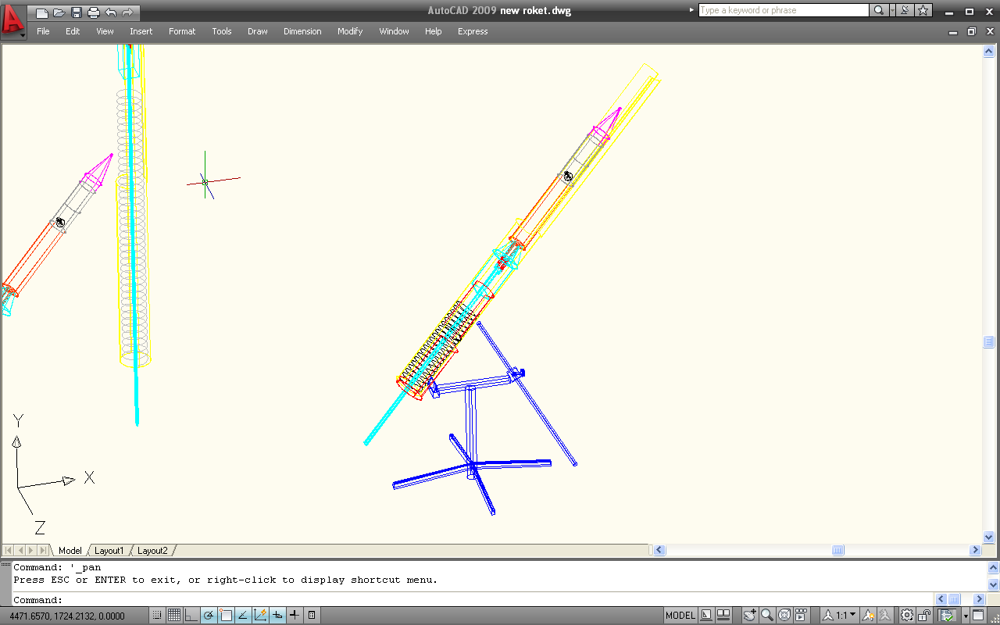 AutoCAD 2009 new roket.dwg
Type a keyword or phrase
File Edit View Insert Format Tools Draw Dimension Modify Window Help Express
Y
X
Z
Model Layout1 Layout2
Command: '_pan
Press ESC or ENTER to exit, or right-click to display shortcut menu.
Command:
4471.6570, 1724.2132, 0.0000 MODEL 1:1